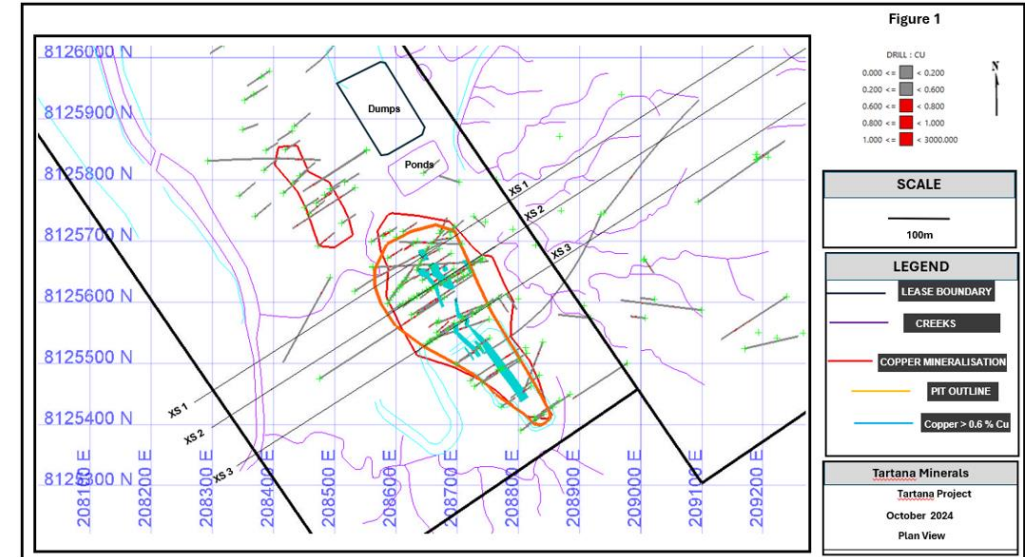 Figure 1
DRILL : CU
0.000 <= < 0.200
0.200 <= < 0.600
0.600 <= < 0.800
0.800 <= < 1.000
1.000 <= < 3000.000
N
SCALE
100m
LEGEND
LEASE BOUNDARY
CREEKS
COPPER MINERALISATION
PIT OUTLINE
Copper > 0.6 % Cu
Tartana Minerals
Tartana Project
October 2024
Plan View
8126000 N
8125900 N
8125800 N
8125700 N
8125600 N
8125500 N
8125400 N
8125300 N
Dumps
Ponds
XS 1
XS 2
XS 3
XS 1
XS 2
XS 3
208100 E
208200 E
208300 E
208400 E
208500 E
208600 E
208700 E
208800 E
208900 E
209000 E
209100 E
209200 E